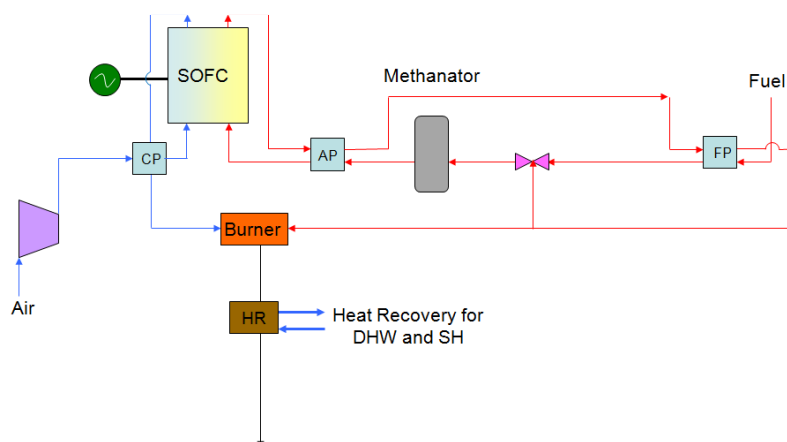 SOFC
Methanator
Fuel
CP
AP
FP
Burner
Air
HR
Heat Recovery for
DHW and SH